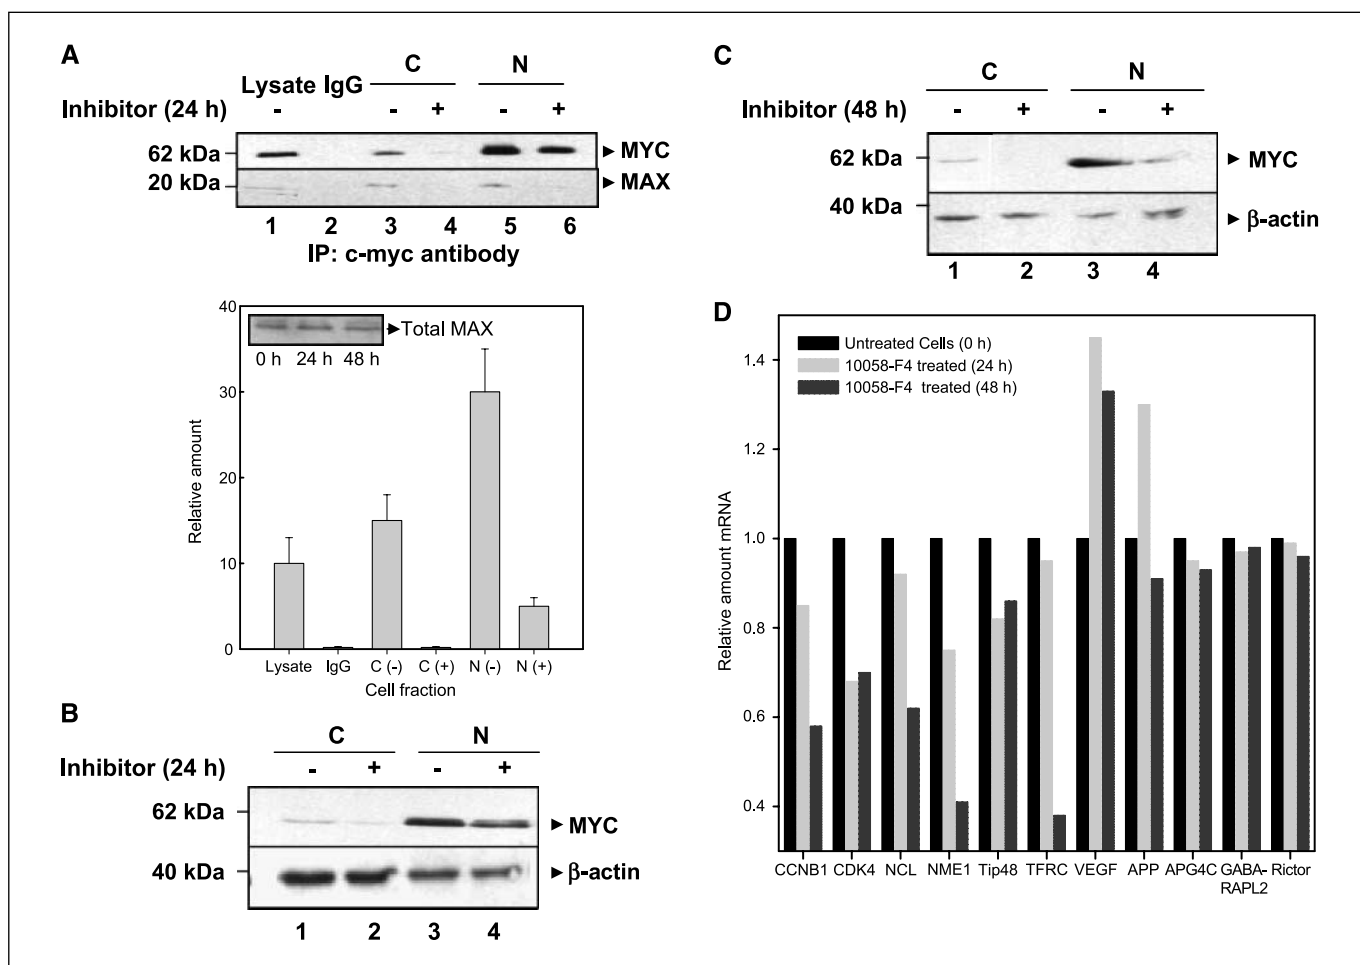 A
C N
Lysate IgG
Inhibitor (24 h) - - + - +
62 kDa ►MYC
20 kDa ►MAX
1 2 3 4 5 6
IP: c-myc antibody
40
30
20
10
0
Relative amount
►Total MAX
0 h 24 h 48 h
Lysate IgG C (-) C (+) N (-) N (+)
Cell fraction
B
C N
Inhibitor (24 h) - + - +
62 kDa ►MYC
40 kDa ►β-actin
1 2 3 4
C
C N
Inhibitor (48 h) - + - +
62 kDa ►MYC
40 kDa ►β-actin
1 2 3 4
D
Untreated Cells (0 h)
10058-F4 treated (24 h)
10058-F4 treated (48 h)
1.4
1.2
1.0
0.8
0.6
0.4
Relative amount mRNA
CCNB1 CDK4 NCL NME1 Tip48 TFRC VEGF APP APG4C GABA- Rictor
RAPL2